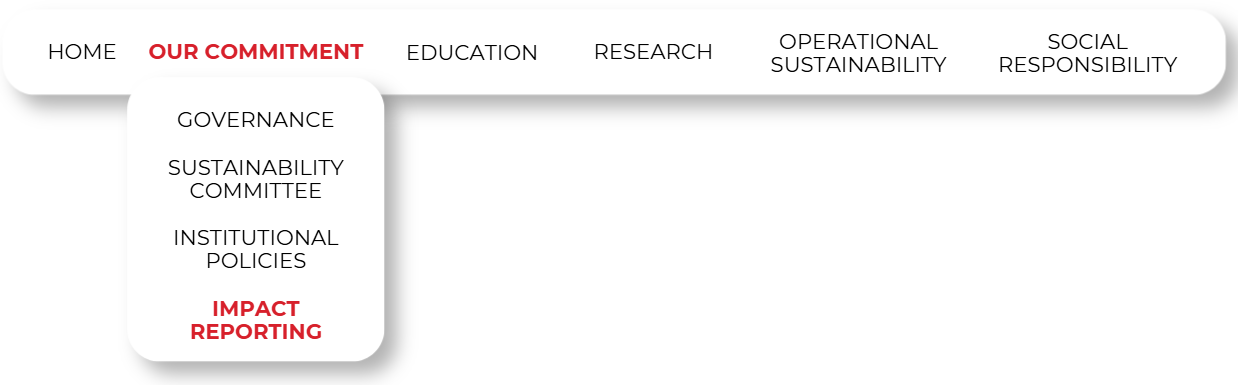 HOME
OUR COMMITMENT
EDUCATION
RESEARCH
OPERATIONAL
SUSTAINABILITY
SOCIAL
RESPONSIBILITY
GOVERNANCE
SUSTAINABILITY
COMMITTEE
INSTITUTIONAL
POLICIES
IMPACT
REPORTING